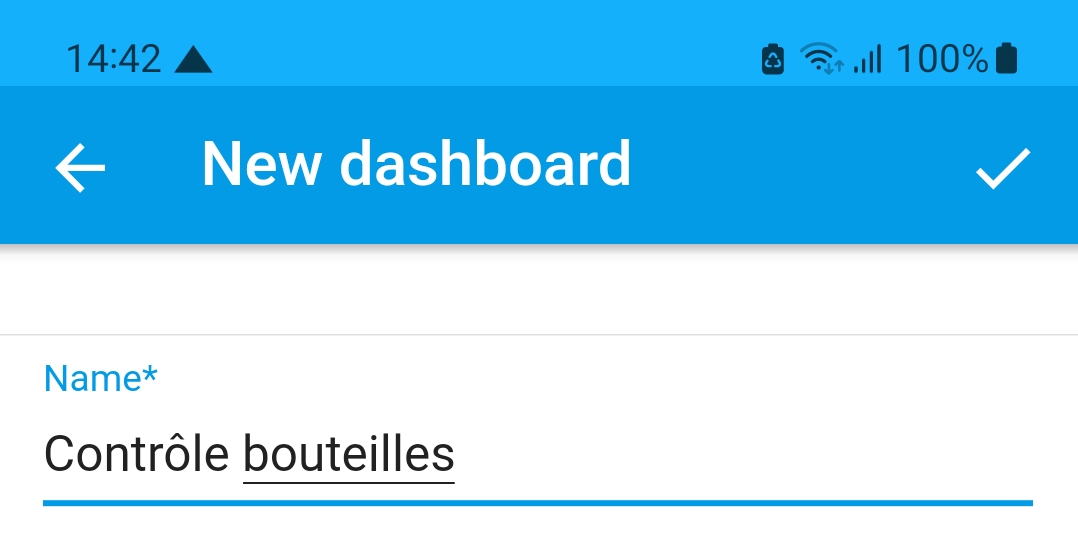 14:42 100%
New dashboard
Name*
Contrôle bouteilles